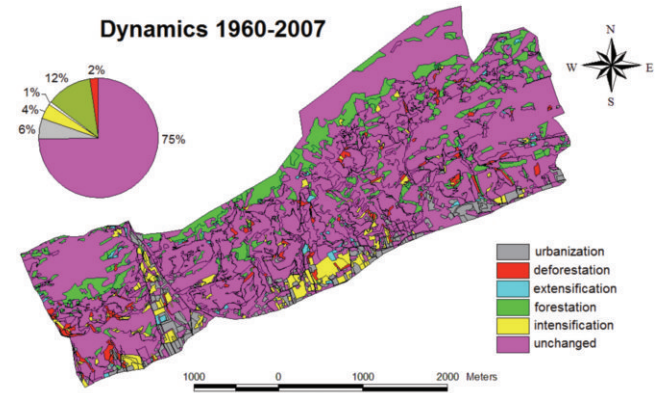 Dynamics 1960-2007
N
W E
S
12% 2%
1%
4%
6%
75%
urbanization
deforestation
extensification
forestation
intensification
unchanged
1000 0 1000 2000 Meters